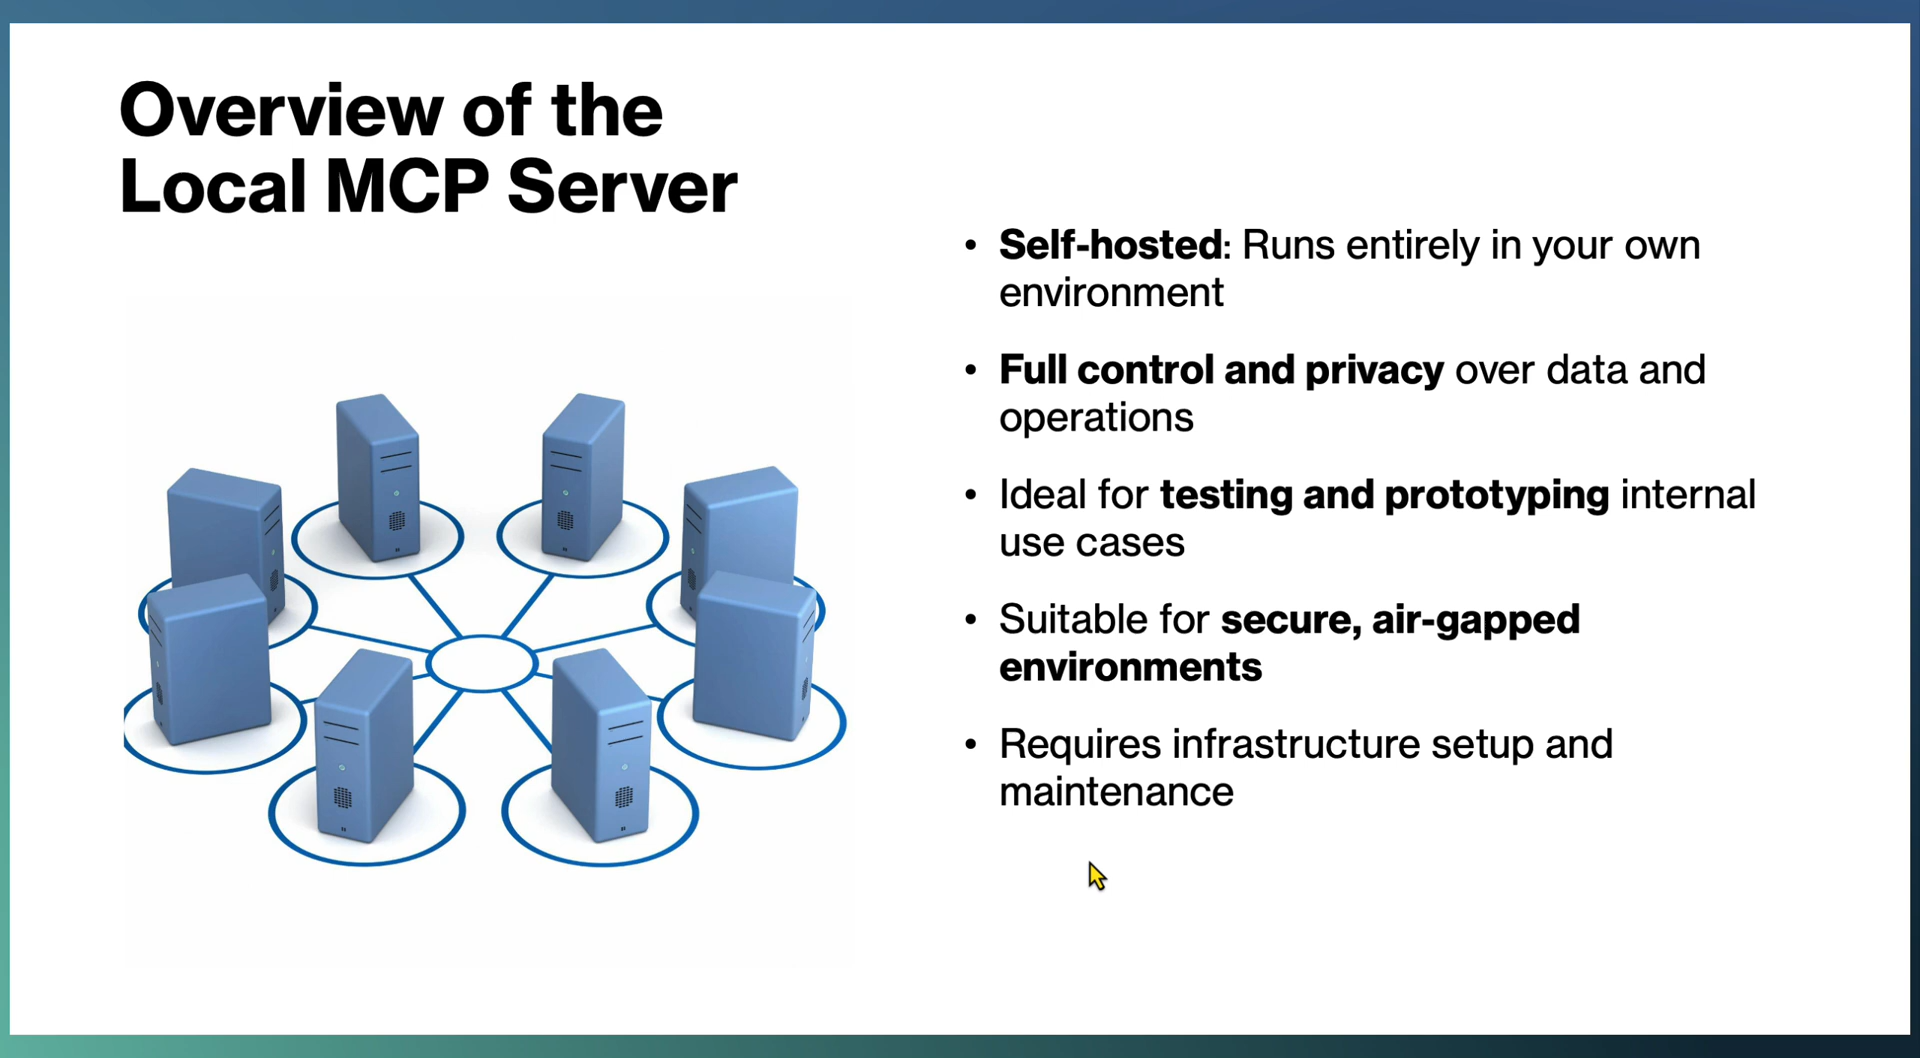 Overview of the
Local MCP Server
• Self-hosted: Runs entirely in your own
environment
• Full control and privacy over data and
operations
• Ideal for testing and prototyping internal
use cases
• Suitable for secure, air-gapped
environments
• Requires infrastructure setup and
maintenance